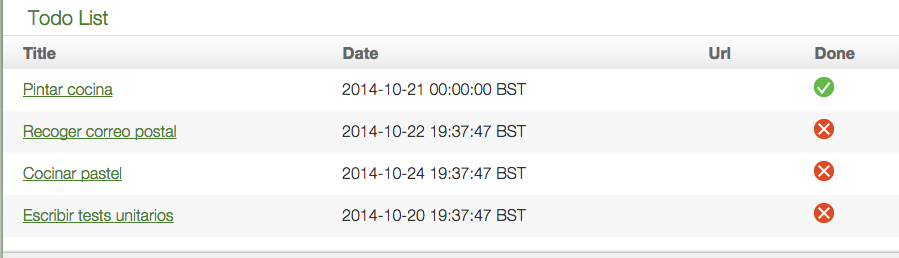 Todo List
Title Date Url Done
Pintar cocina 2014-10-21 00:00:00 BST
Recoger correo postal 2014-10-22 19:37:47 BST
Cocinar pastel 2014-10-24 19:37:47 BST
Escribir tests unitarios 2014-10-20 19:37:47 BST